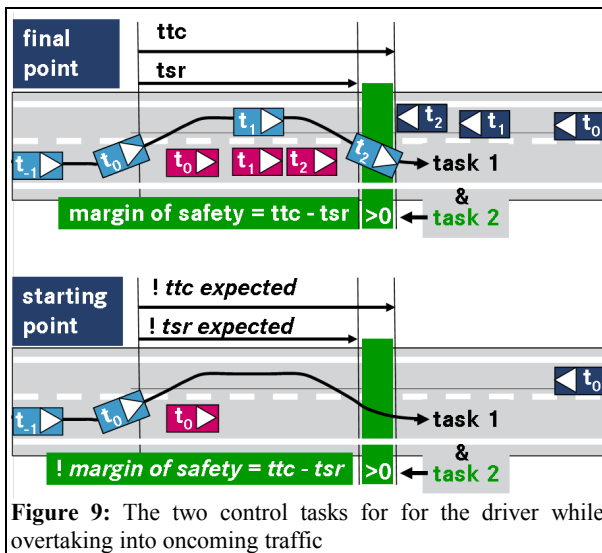 final
point
ttc
tsr
t-1
t0
t0
t1
t1
t2
t2
t2
t1
t0
task 1
&
task 2
margin of safety = ttc - tsr
>0
starting
point
! ttc expected
! tsr expected
t-1
t0
t0
t0
task 1
&
task 2
! margin of safety = ttc - tsr
>0
Figure 9: The two control tasks for for the driver while
overtaking into oncoming traffic